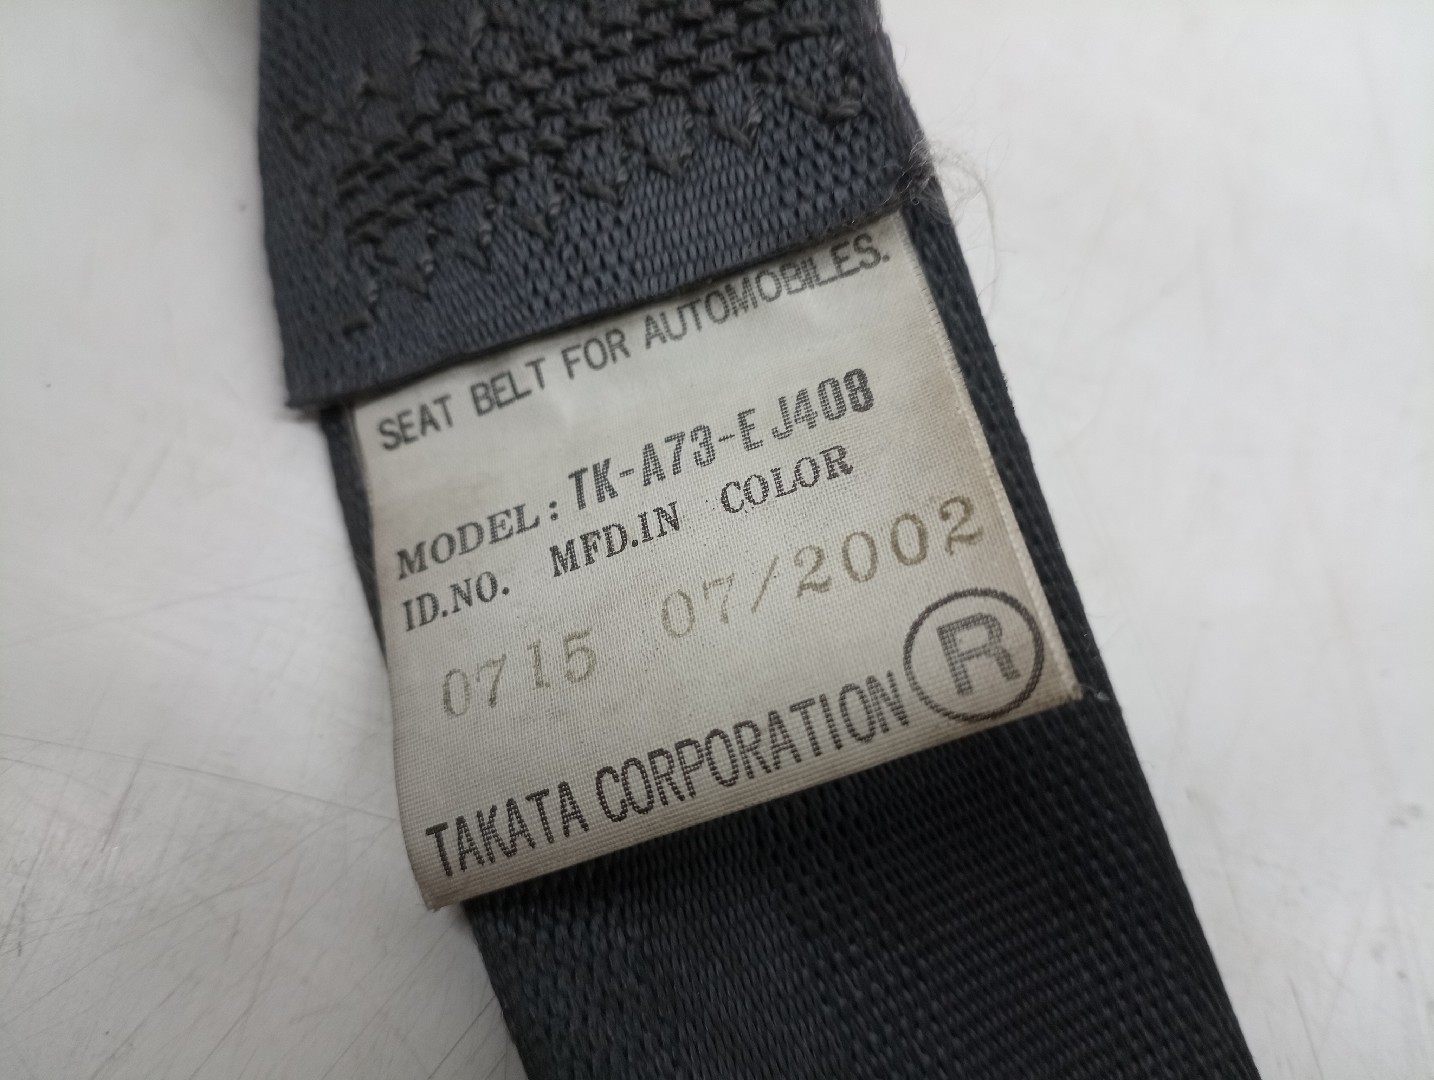 SEAT BELT FOR AUTOMOBILES.
MODEL: TK-A73-EJ408
ID.NO. MFD.IN COLOR
0715 07/2002
TAKATA CORPORATION R